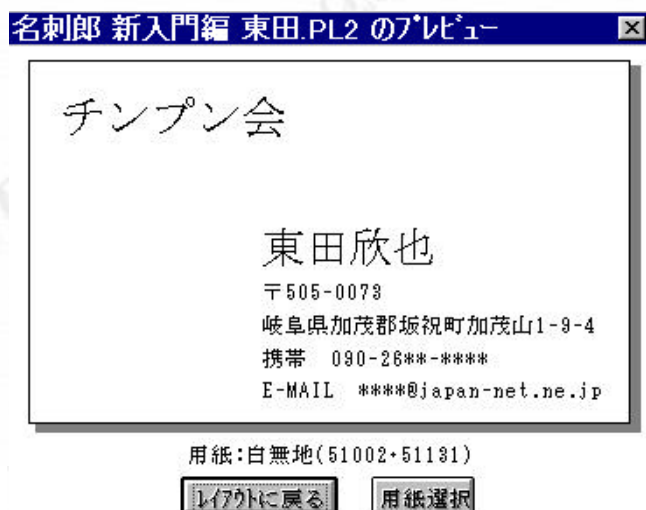 名刺郎 新入門編 東田.PL2 のﾌﾟﾚﾋﾞｭｰ
チンプン会
東田欣也
〒505-0073
岐阜県加茂郡坂祝町加茂山1-9-4
携帯 090-26**-****
E-MAIL ****@japan-net.ne.jp
用紙:白無地(51002･51131)
ﾚｲｱｳﾄに戻る 用紙選択